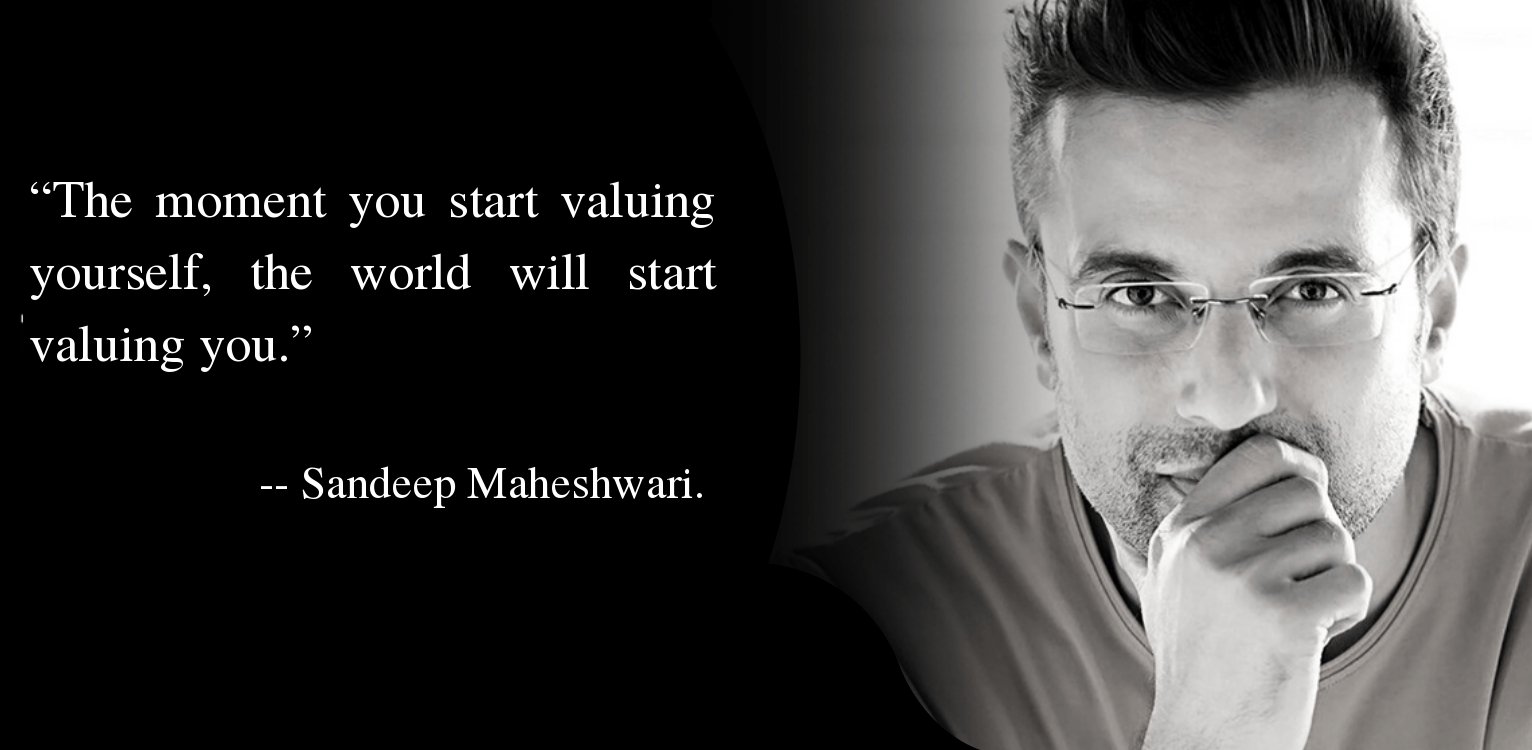 “The moment you start valuing
yourself, the world will start
valuing you.”
-- Sandeep Maheshwari.